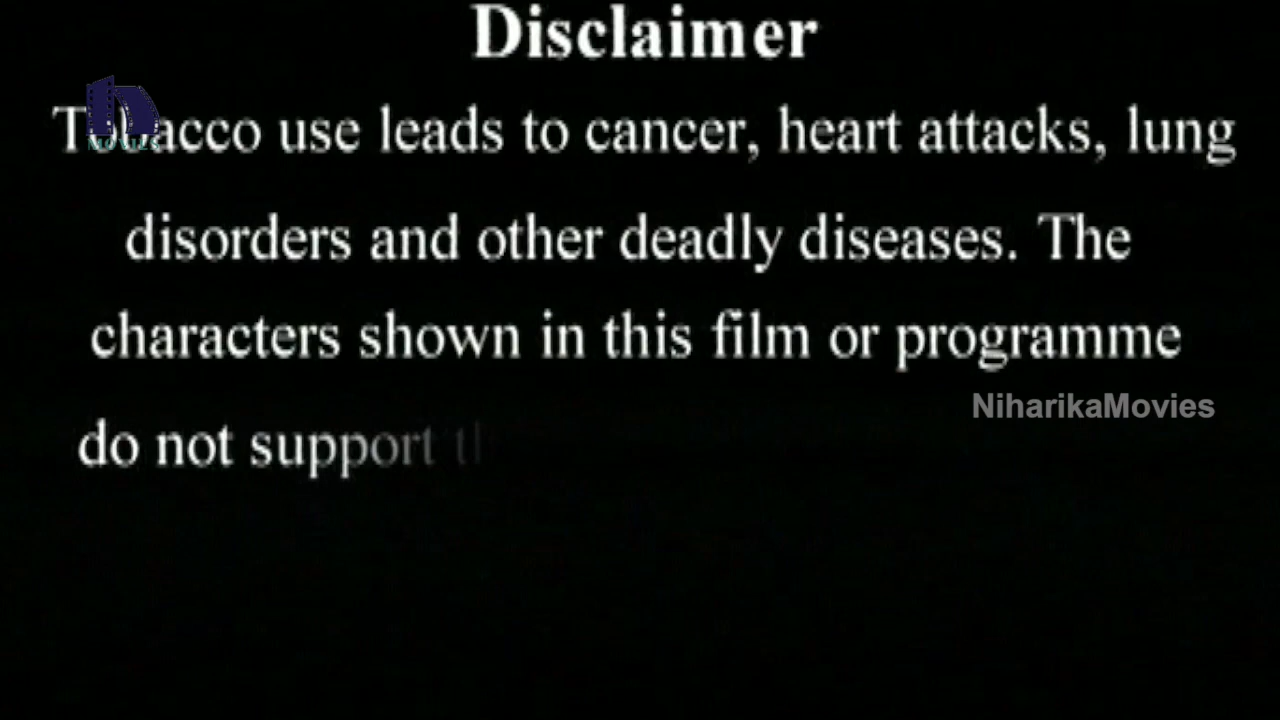 Disclaimer
Tobacco use leads to cancer, heart attacks, lung
MOVIES
disorders and other deadly diseases. The
characters shown in this film or programme
NiharikaMovies
do not support